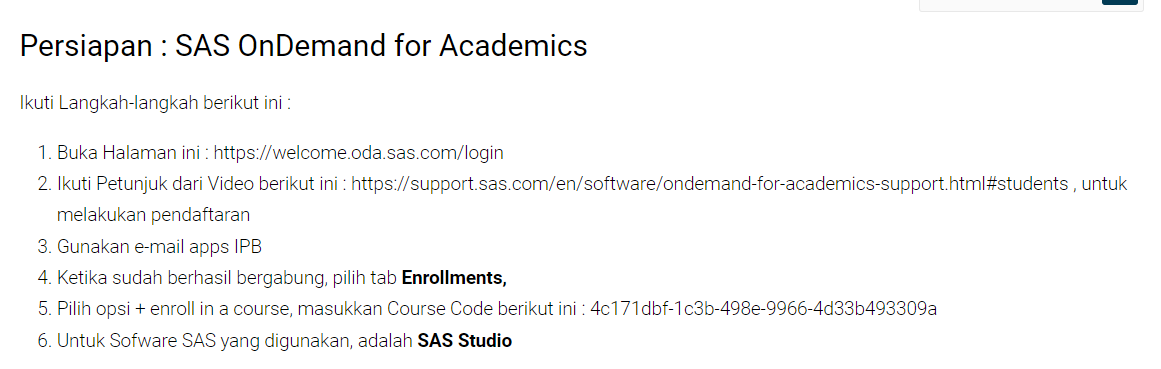 Persiapan : SAS OnDemand for Academics
Ikuti Langkah-langkah berikut ini :
1. Buka Halaman ini : https://welcome.oda.sas.com/login
2. Ikuti Petunjuk dari Video berikut ini : https://support.sas.com/en/software/ondemand-for-academics-support.html#students , untuk
melakukan pendaftaran
3. Gunakan e-mail apps IPB
4. Ketika sudah berhasil bergabung, pilih tab Enrollments,
5. Pilih opsi + enroll in a course, masukkan Course Code berikut ini : 4c171dbf-1c3b-498e-9966-4d33b493309a
6. Untuk Sofware SAS yang digunakan, adalah SAS Studio